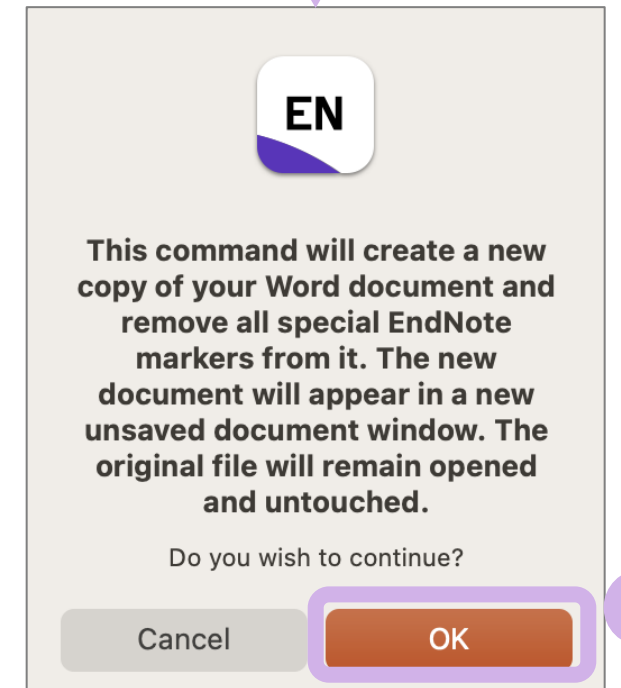 EN
This command will create a new
copy of your Word document and
remove all special EndNote
markers from it. The new
document will appear in a new
unsaved document window. The
original file will remain opened
and untouched.
Do you wish to continue?
Cancel
OK